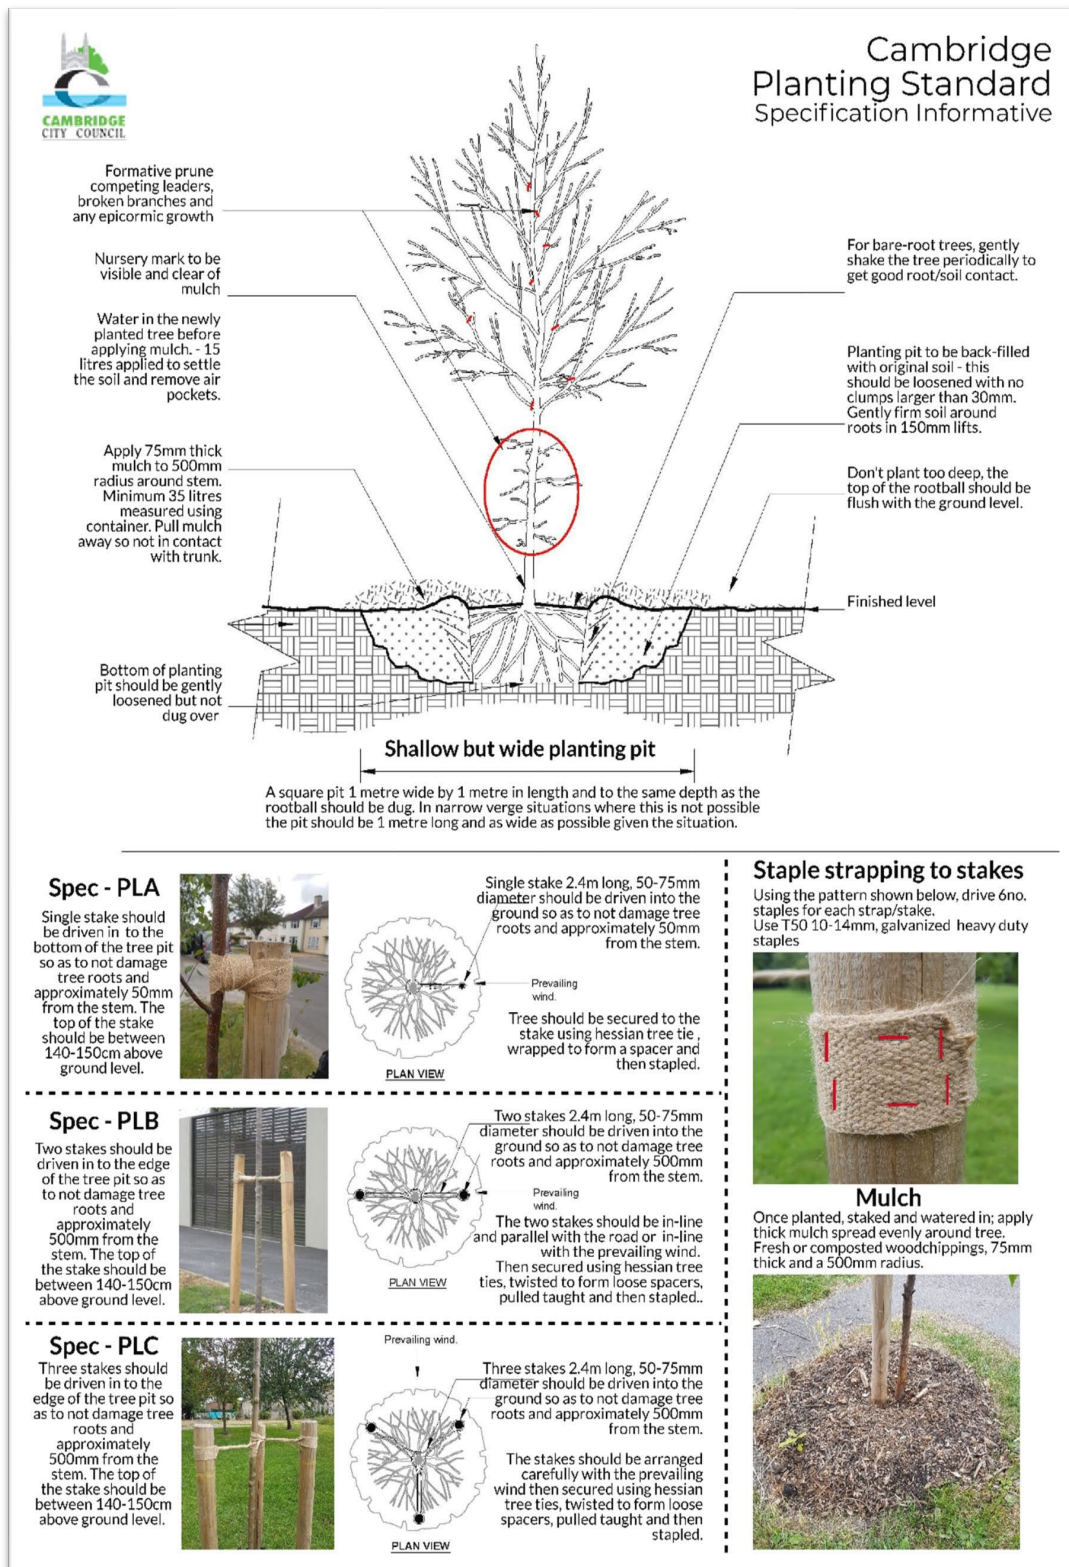 CAMBRIDGE
CITY COUNCIL
Cambridge
Planting Standard
Specification Informative
Formative prune
competing leaders,
broken branches and
any epicormic growth
Nursery mark to be
visible and clear of
mulch
Water in the newly
planted tree before
applying mulch. - 15
litres applied to settle
the soil and remove air
pockets.
Apply 75mm thick
mulch to 500mm
radius around stem.
Minimum 35 litres
measured using
container. Pull mulch
away so not in contact
with trunk.
Bottom of planting
pit should be gently
loosened but not
dug over
For bare-root trees, gently
shake the tree periodically to
get good root/soil contact.
Planting pit to be back-filled
with original soil - this
should be loosened with no
clumps larger than 30mm.
Gently firm soil around
roots in 150mm lifts.
Don't plant too deep, the
top of the rootball should be
flush with the ground level.
Finished level
Shallow but wide planting pit
A square pit 1 metre wide by 1 metre in length and to the same depth as the
rootball should be dug. In narrow verge situations where this is not possible
the pit should be 1 metre long and as wide as possible given the situation.
Spec - PLA
Single stake should
be driven in to the
bottom of the tree pit
so as to not damage
tree roots and
approximately 50mm
from the stem. The
top of the stake
should be between
140-150cm above
ground level.
Single stake 2.4m long, 50-75mm
diameter should be driven into the
ground so as to not damage tree
roots and approximately 50mm
from the stem.
Prevailing
wind.
Tree should be secured to the
stake using hessian tree tie ,
wrapped to form a spacer and
then stapled.
PLAN VIEW
Spec - PLB
Two stakes should be
driven in to the edge
of the tree pit so as
to not damage tree
roots and
approximately
500mm from the
stem. The top of
the stake should be
between 140-150cm
above ground level.
Two stakes 2.4m long, 50-75mm
diameter should be driven into the
ground so as to not damage tree
roots and approximately 500mm
from the stem.
Prevailing
wind.
The two stakes should be in-line
and parallel with the road or in-line
with the prevailing wind.
Then secured using hessian tree
ties, twisted to form loose spacers,
pulled taught and then stapled..
PLAN VIEW
Spec - PLC
Three stakes should
be driven in to the
edge of the tree pit so
as to not damage tree
roots and
approximately
500mm from the
stem. The top of
the stake should be
between 140-150cm
above ground level.
Prevailing wind.
Three stakes 2.4m long, 50-75mm
diameter should be driven into the
ground so as to not damage tree
roots and approximately 500mm
from the stem.
The stakes should be arranged
carefully with the prevailing
wind then secured using hessian
tree ties, twisted to form loose
spacers, pulled taught and then
stapled.
PLAN VIEW
Staple strapping to stakes
Using the pattern shown below, drive 6no.
staples for each strap/stake.
Use T50 10-14mm, galvanized heavy duty
staples
Mulch
Once planted, staked and watered in; apply
thick mulch spread evenly around tree.
Fresh or composted woodchippings, 75mm
thick and a 500mm radius.